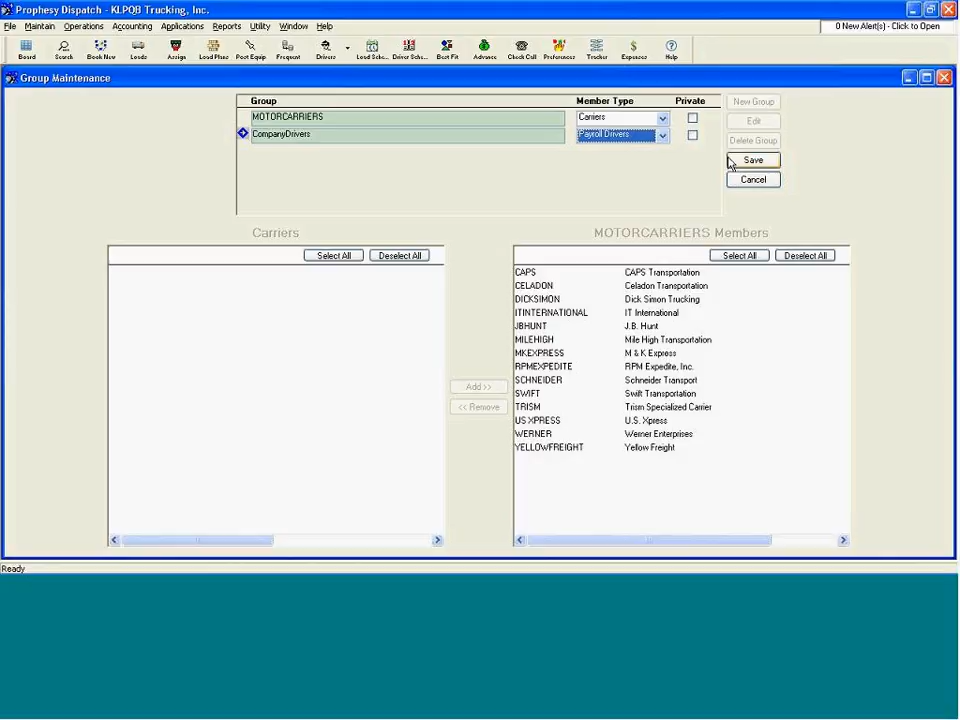 Prophesy Dispatch - KLPQB Trucking, Inc.
File Maintain Operations Accounting Applications Reports Utility Window Help
0 New Alert(s) - Click to Open
Board Search Book New Loads Assign Load Plans Post Equip Frequent Drivers Load Sche.. Driver Sche.. Best Fit Advance Check Call Preferences Tracker Expenses Help
Group Maintenance
Group Member Type Private
MOTORCARRIERS Carriers
CompanyDrivers Payroll Drivers
New Group
Edit
Delete Group
Save
Cancel
Carriers
MOTORCARRIERS Members
Select All Deselect All
Select All Deselect All
CAPS CAPS Transportation
CELADON Celadon Transportation
DICKSIMON Dick Simon Trucking
ITINTERNATIONAL IT International
JBHUNT J.B. Hunt
MILEHIGH Mile High Transportation
MKEXPRESS M & K Express
RPMEXPEDITE RPM Expedite, Inc.
SCHNEIDER Schneider Transport
SWIFT Swift Transportation
TRISM Trism Specialized Carrier
US XPRESS U.S. Xpress
WERNER Werner Enterprises
YELLOWFREIGHT Yellow Freight
Add >>
<< Remove
Ready